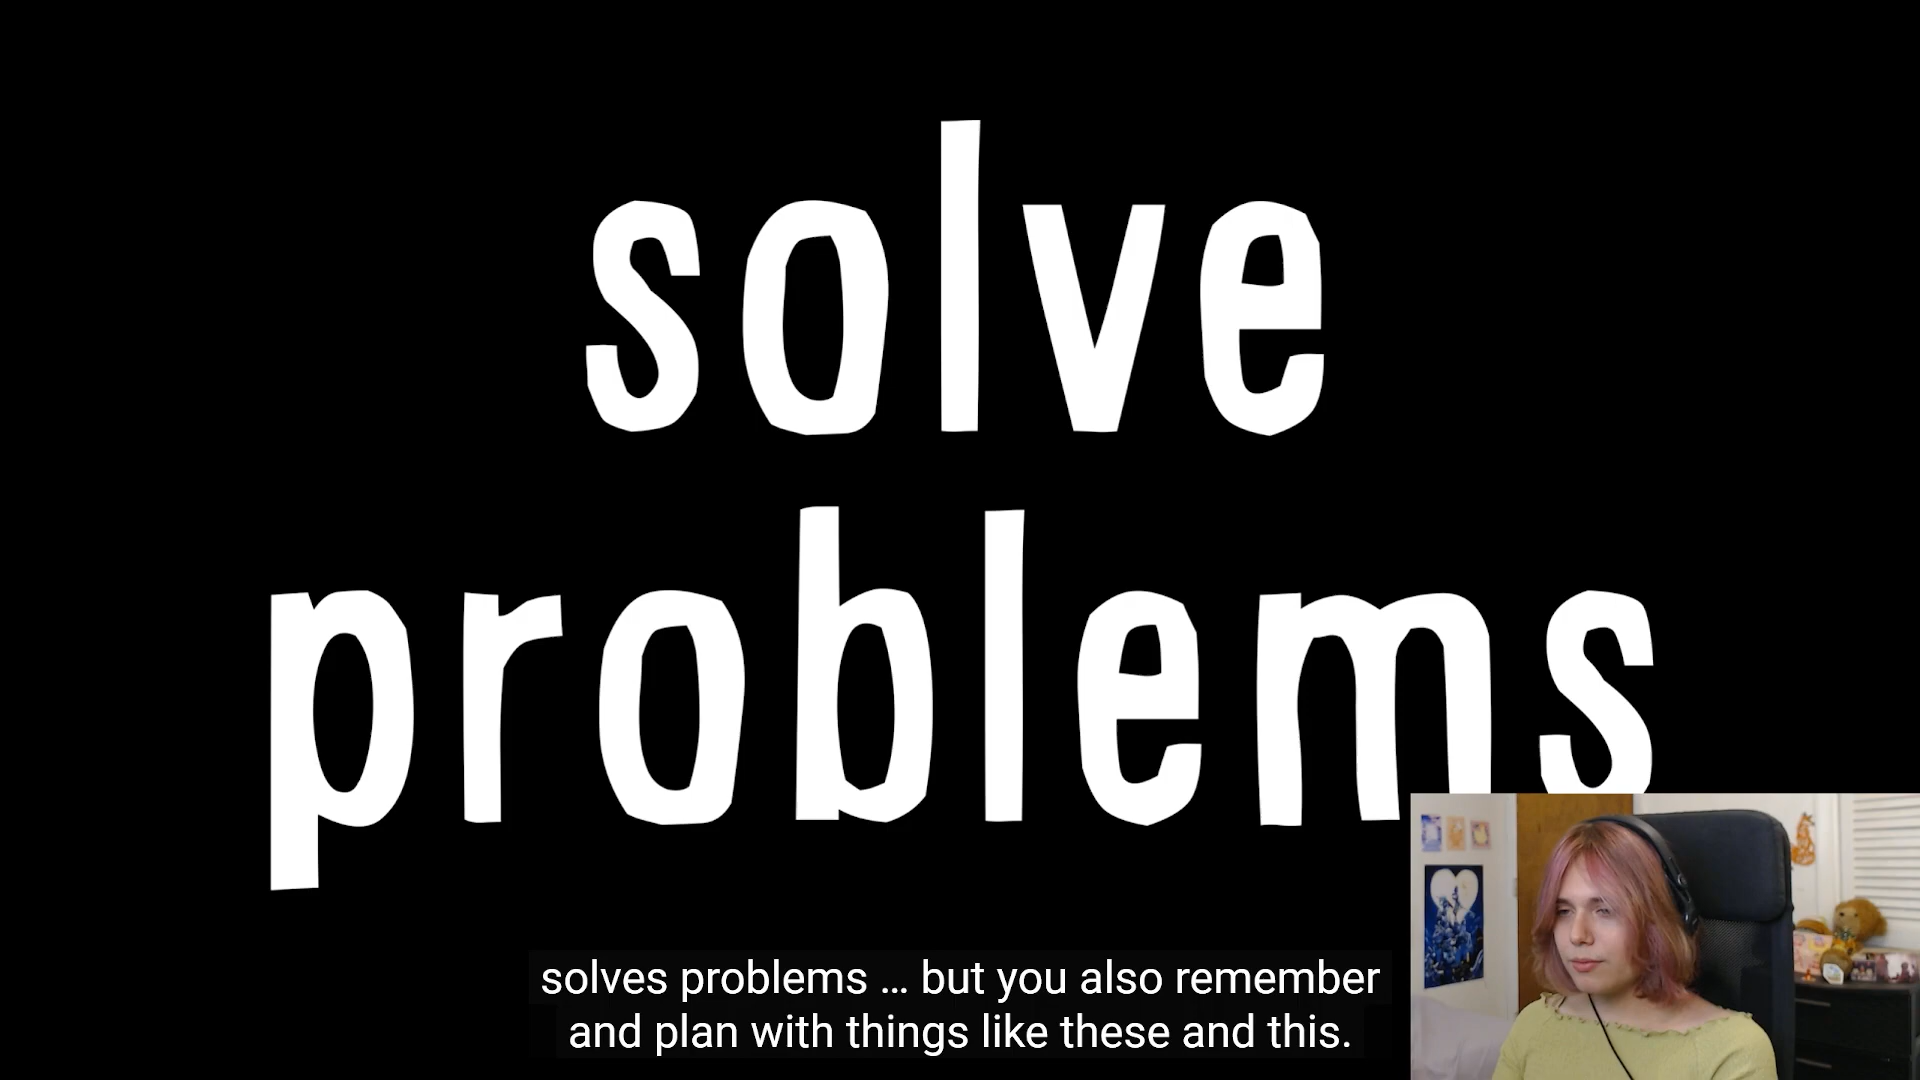 solve
problems
solves problems ... but you also remember
and plan with things like these and this.